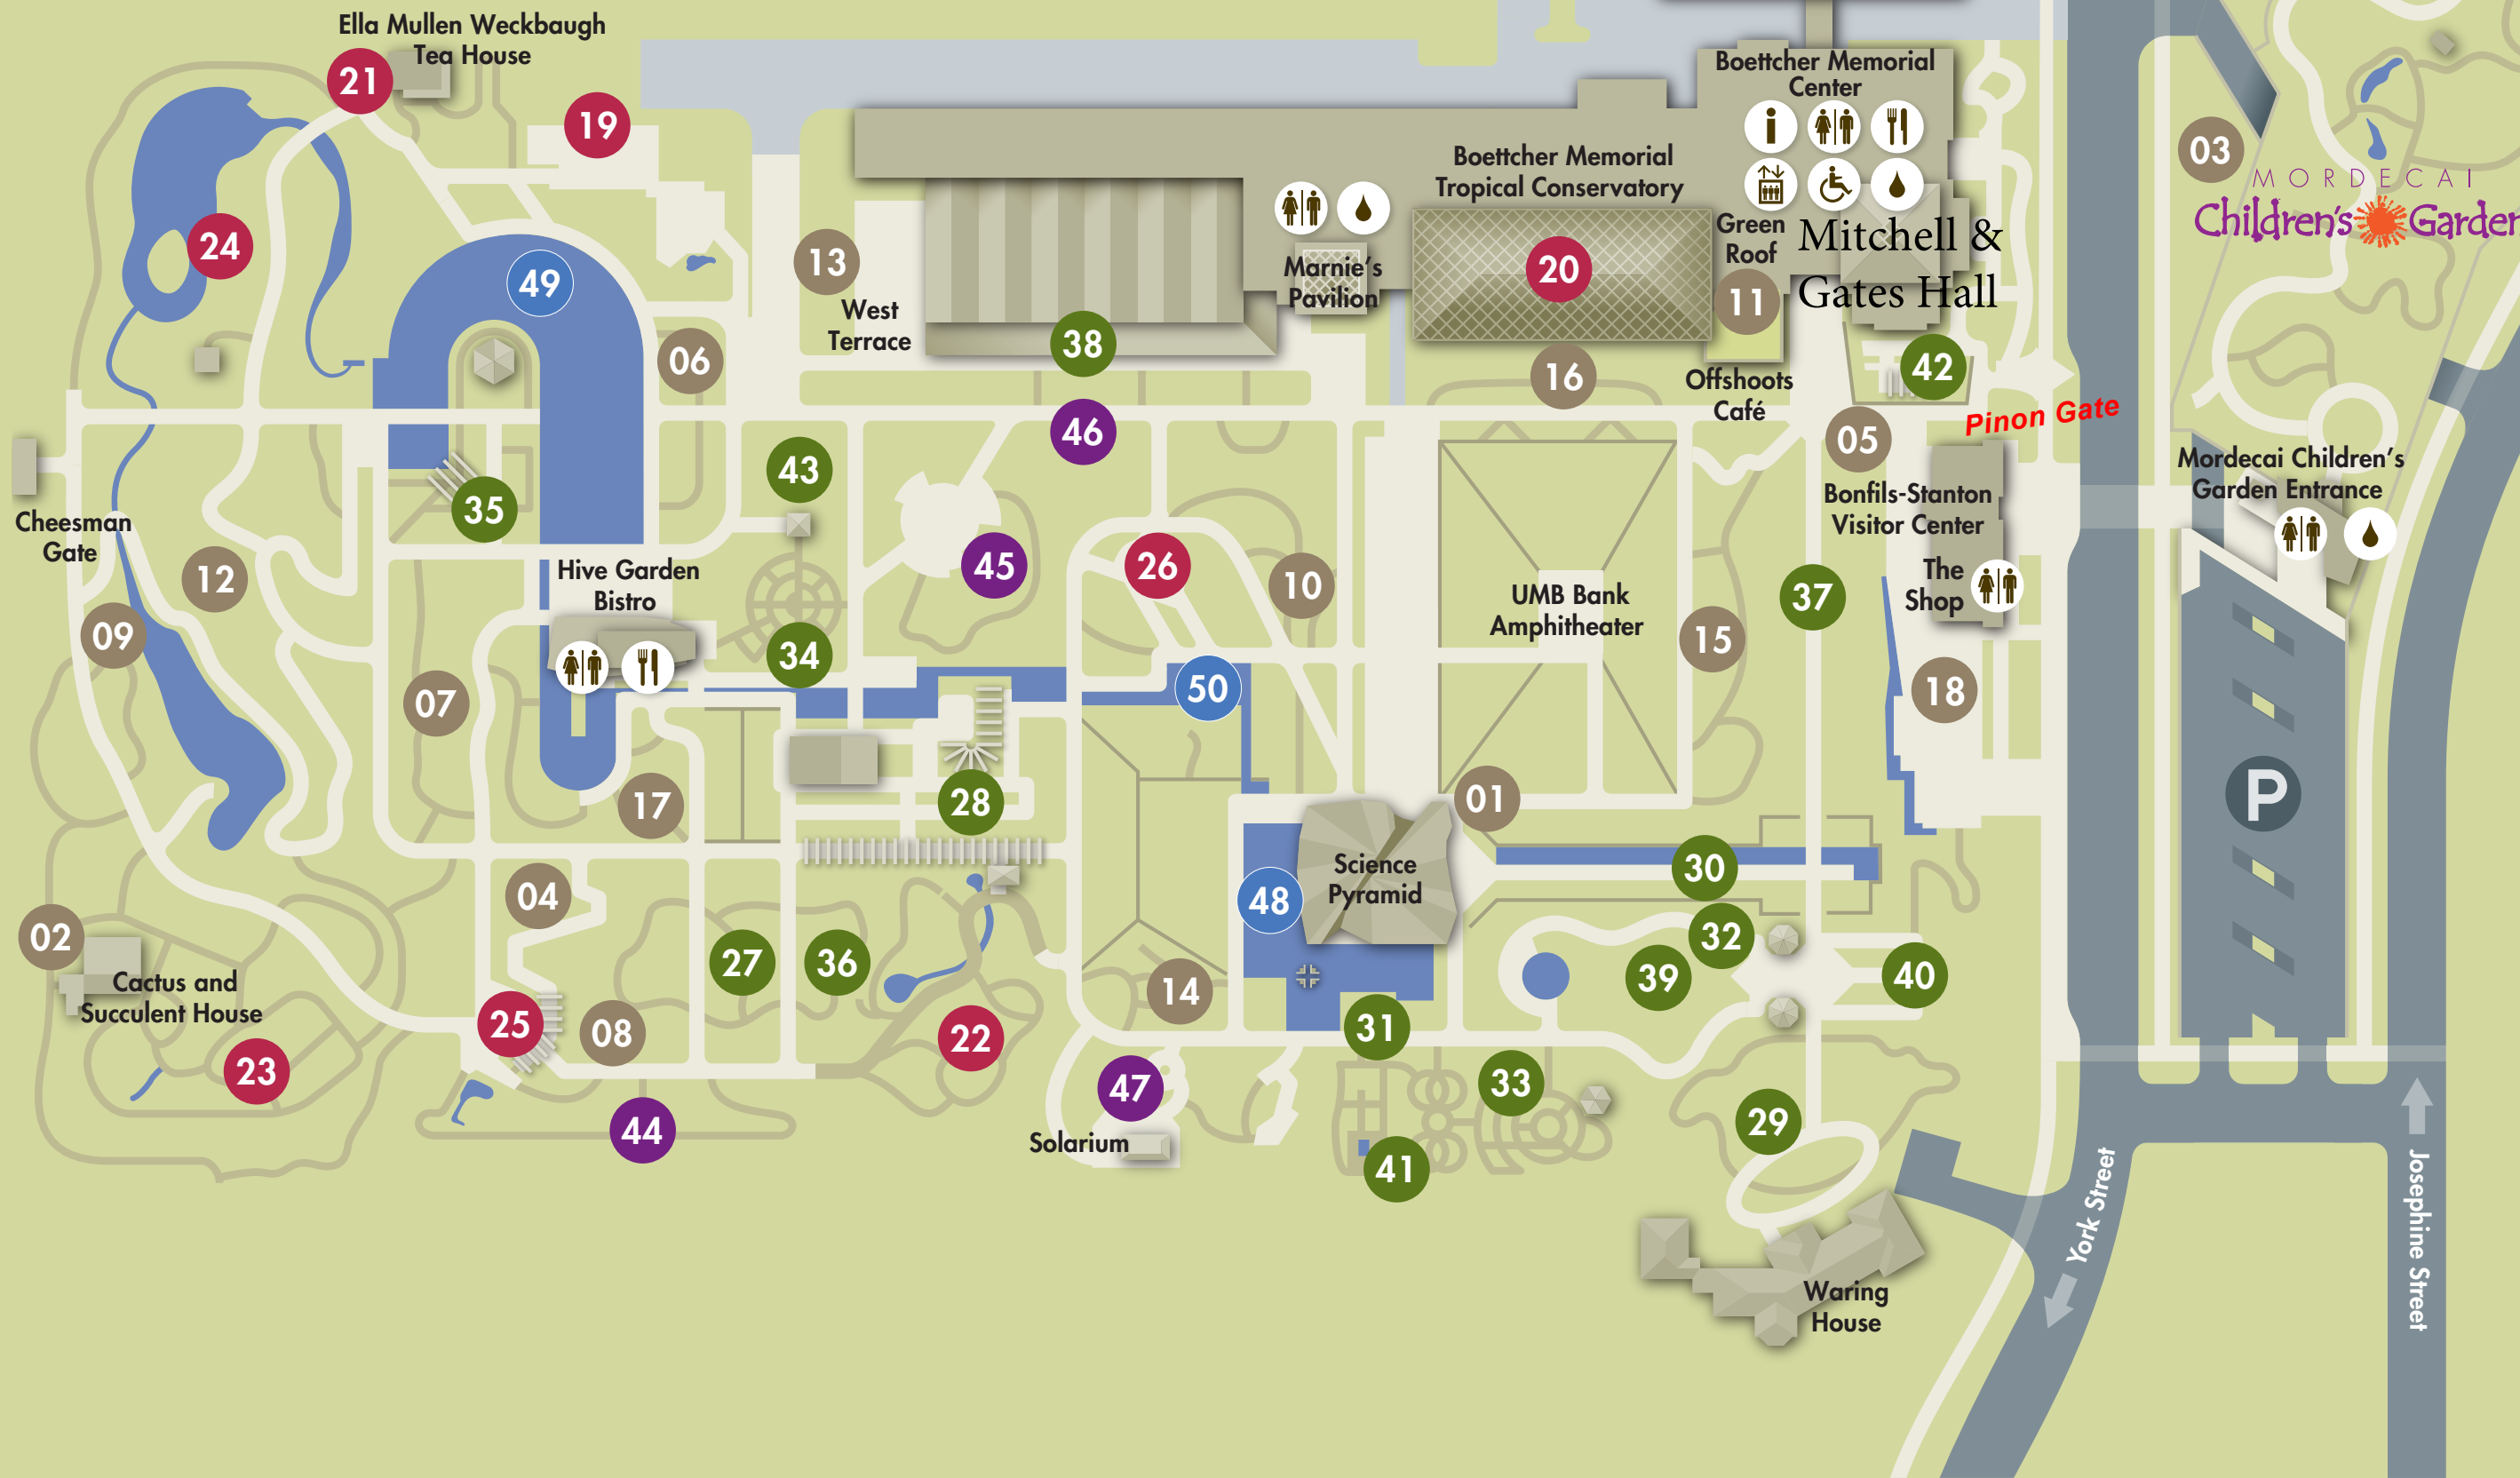 Ella Mullen Weckbaugh
Tea House
21
19
24
49
13
West
Terrace
06
38
Marnie's
Pavilion
Boettcher Memorial
Tropical Conservatory
20
Boettcher Memorial
Center
i
Green
Roof
11
Mitchell &
Gates Hall
16
Offshoots
Café
42
05
Pinon Gate
03
MORDECAI
Children's Garden
Mordecai Children's
Garden Entrance
Bonfils-Stanton
Visitor Center
The
Shop
46
43
35
Cheesman
Gate
12
09
Hive Garden
Bistro
45
26
10
UMB Bank
Amphitheater
15
37
18
34
50
07
17
28
01
P
Science
Pyramid
48
30
32
39
40
04
02
Cactus and
Succulent House
27
36
14
31
25
08
22
23
44
47
Solarium
33
41
29
Waring
House
York Street
Josephine Street